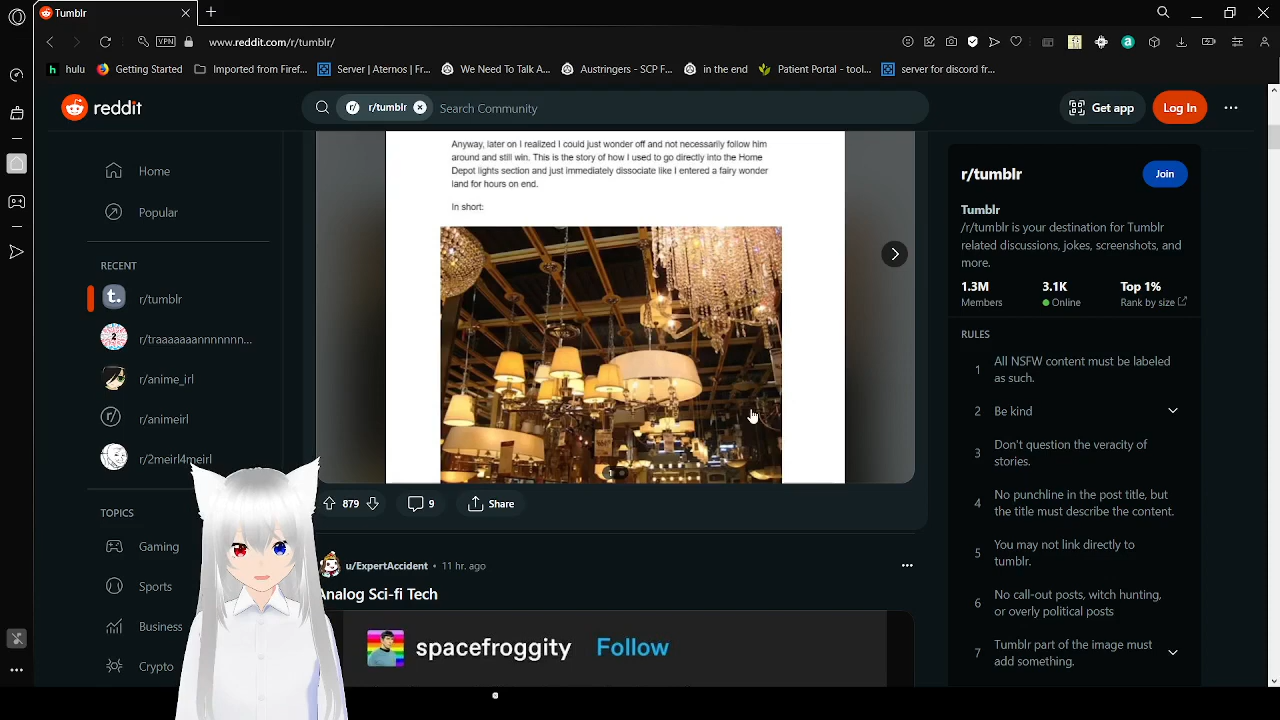 Tumblr
VPN
www.reddit.com/r/tumblr/
hulu
Getting Started
Imported from Firef...
Server | Aternos | Fr...
We Need To Talk A...
Austringers - SCP F...
in the end
Patient Portal - tool...
server for discord fr...
reddit
r/tumblr
Search Community
Get app
Log In
Home
Popular
RECENT
r/tumblr
r/traaaaaaannnnnnn...
r/anime_irl
r/animeirl
r/2meirl4meirl
TOPICS
Gaming
Sports
Business
Crypto
Anyway, later on I realized I could just wonder off and not necessarily follow him
around and still win. This is the story of how I used to go directly into the Home
Depot lights section and just immediately dissociate like I entered a fairy wonder
land for hours on end.
In short:
879
9
Share
u/ExpertAccident • 11 hr. ago
Analog Sci-fi Tech
spacefroggity Follow
r/tumblr
Join
Tumblr
/r/tumblr is your destination for Tumblr
related discussions, jokes, screenshots, and
more.
1.3M 3.1K Top 1%
Members Online Rank by size
RULES
1 All NSFW content must be labeled
as such.
2 Be kind
3 Don't question the veracity of
stories.
4 No punchline in the post title, but
the title must describe the content.
5 You may not link directly to
tumblr.
6 No call-out posts, witch hunting,
or overly political posts
7 Tumblr part of the image must
add something.